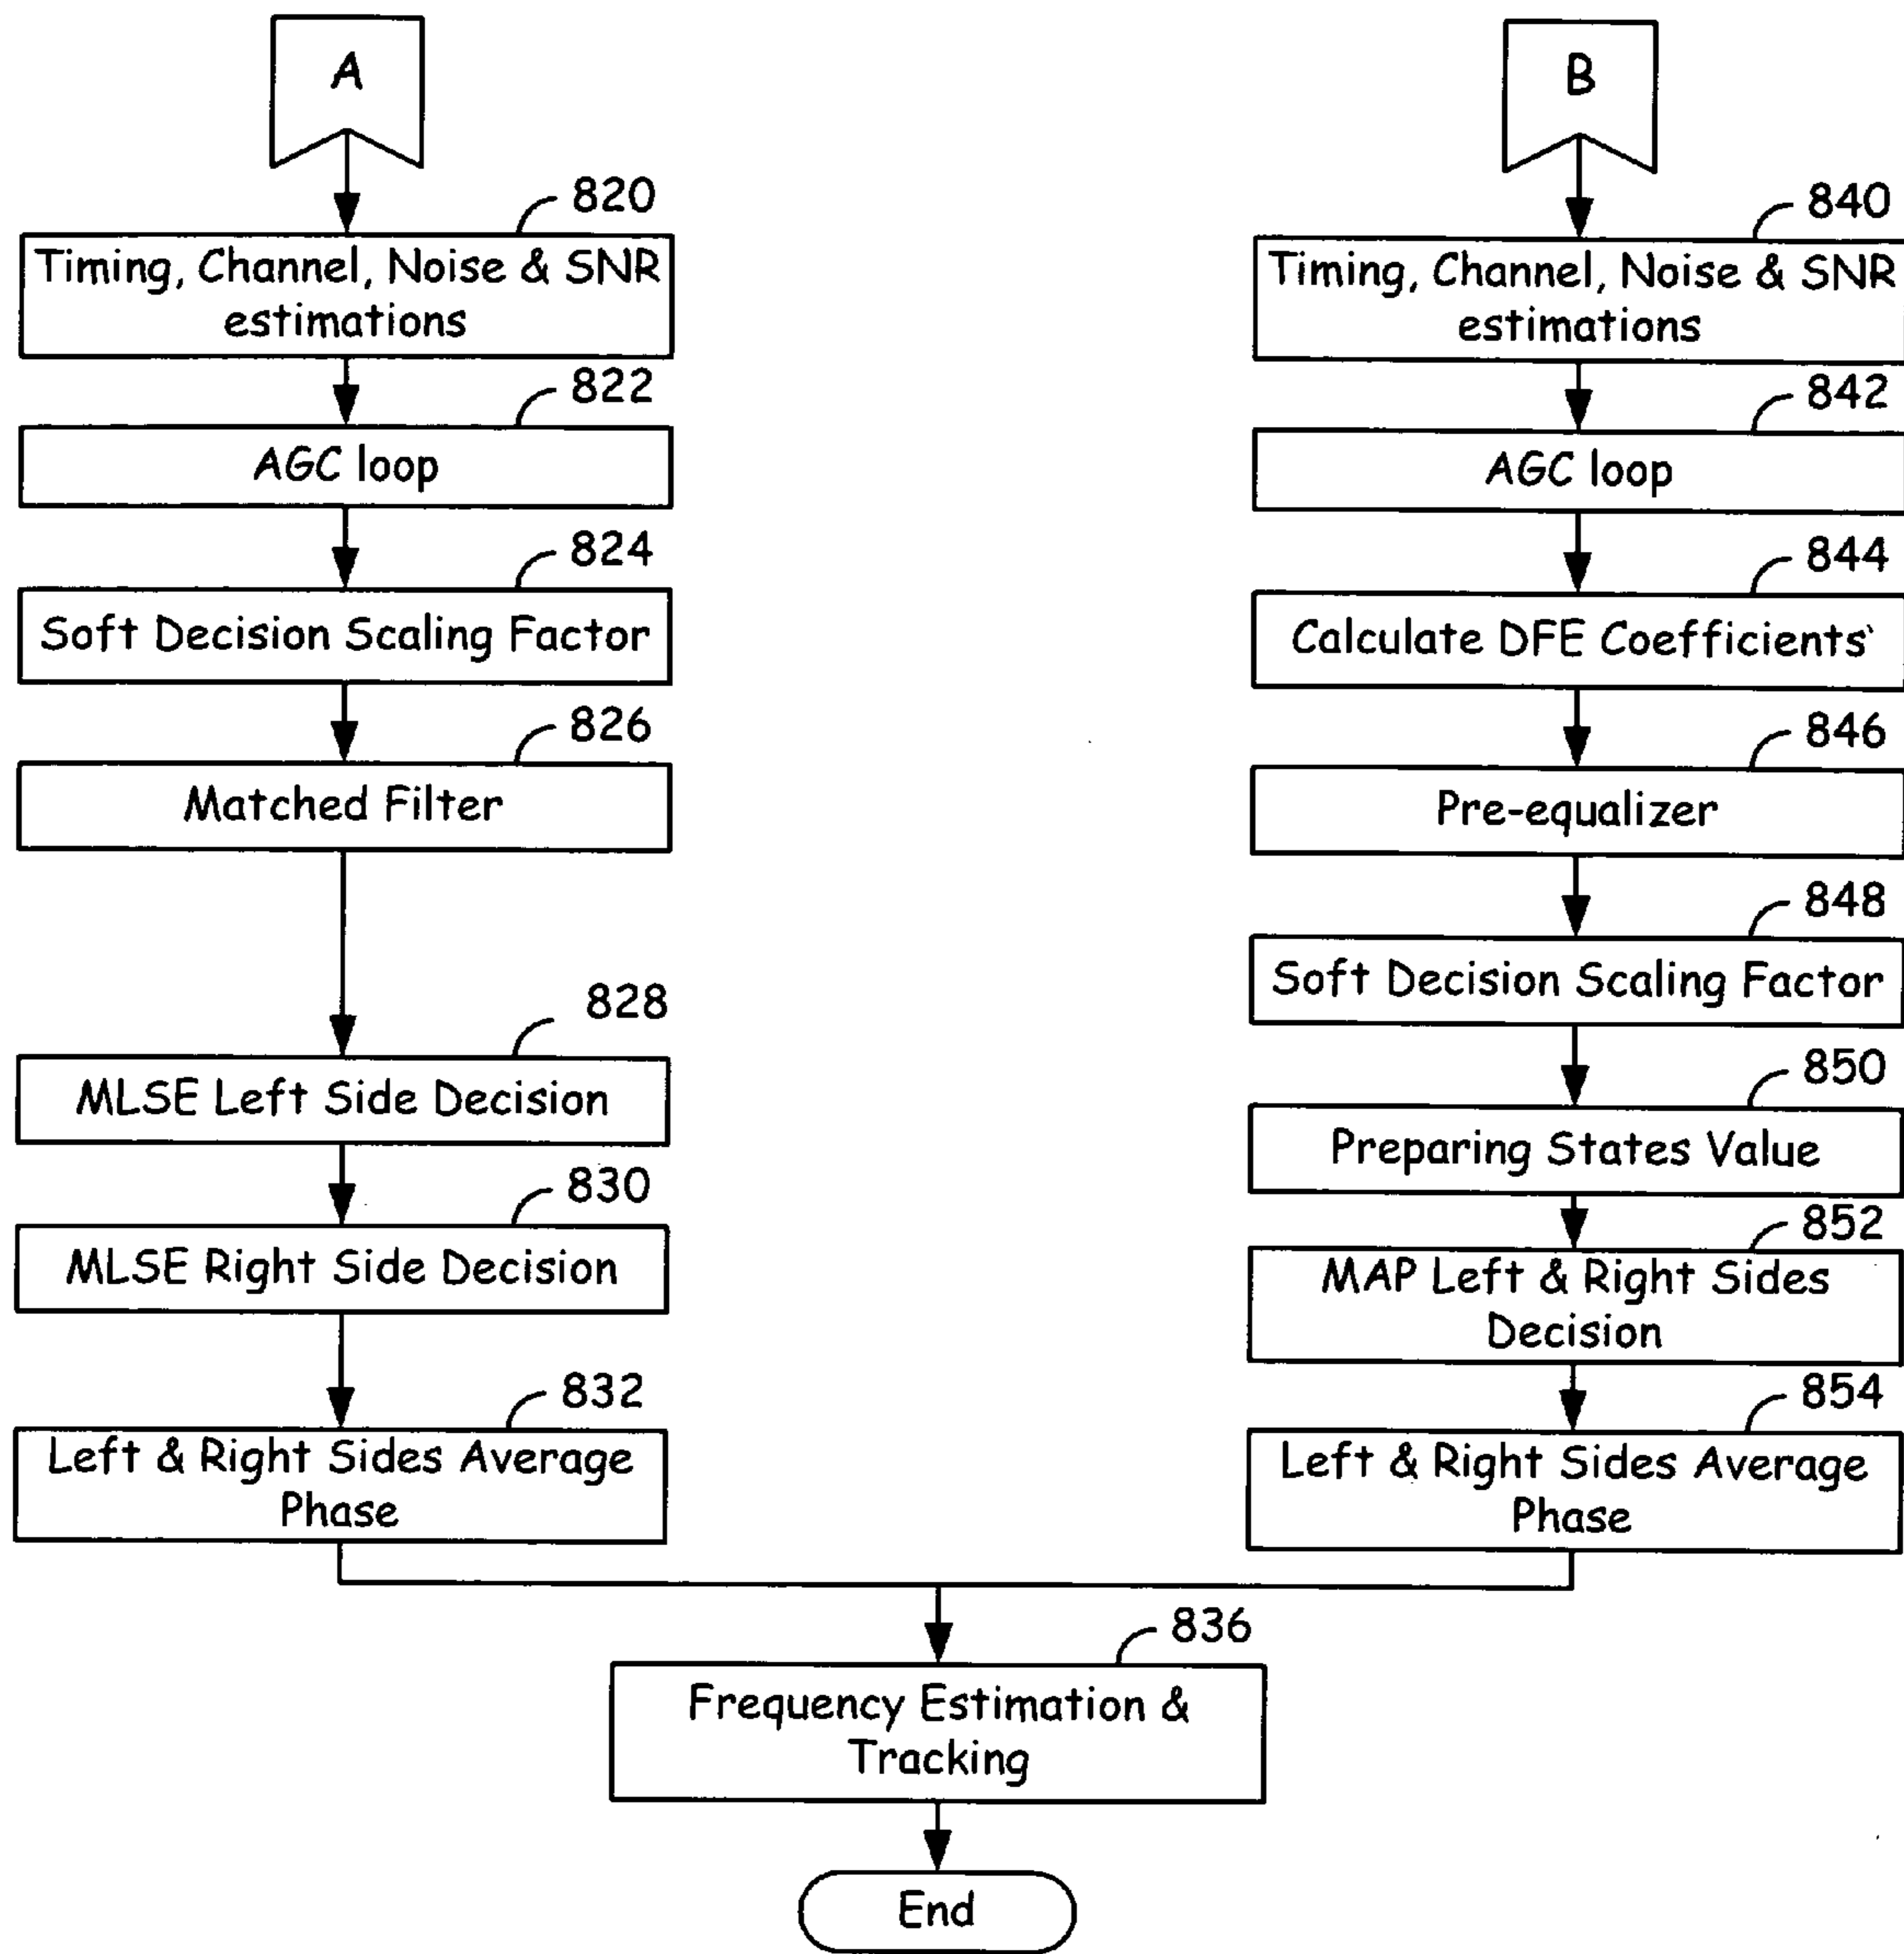 A
820
Timing, Channel, Noise & SNR
estimations
822
AGC loop
824
Soft Decision Scaling Factor
826
Matched Filter
828
MLSE Left Side Decision
830
MLSE Right Side Decision
832
Left & Right Sides Average
Phase
B
840
Timing, Channel, Noise & SNR
estimations
842
AGC loop
844
Calculate DFE Coefficients
846
Pre-equalizer
848
Soft Decision Scaling Factor
850
Preparing States Value
852
MAP Left & Right Sides
Decision
854
Left & Right Sides Average
Phase
836
Frequency Estimation &
Tracking
End